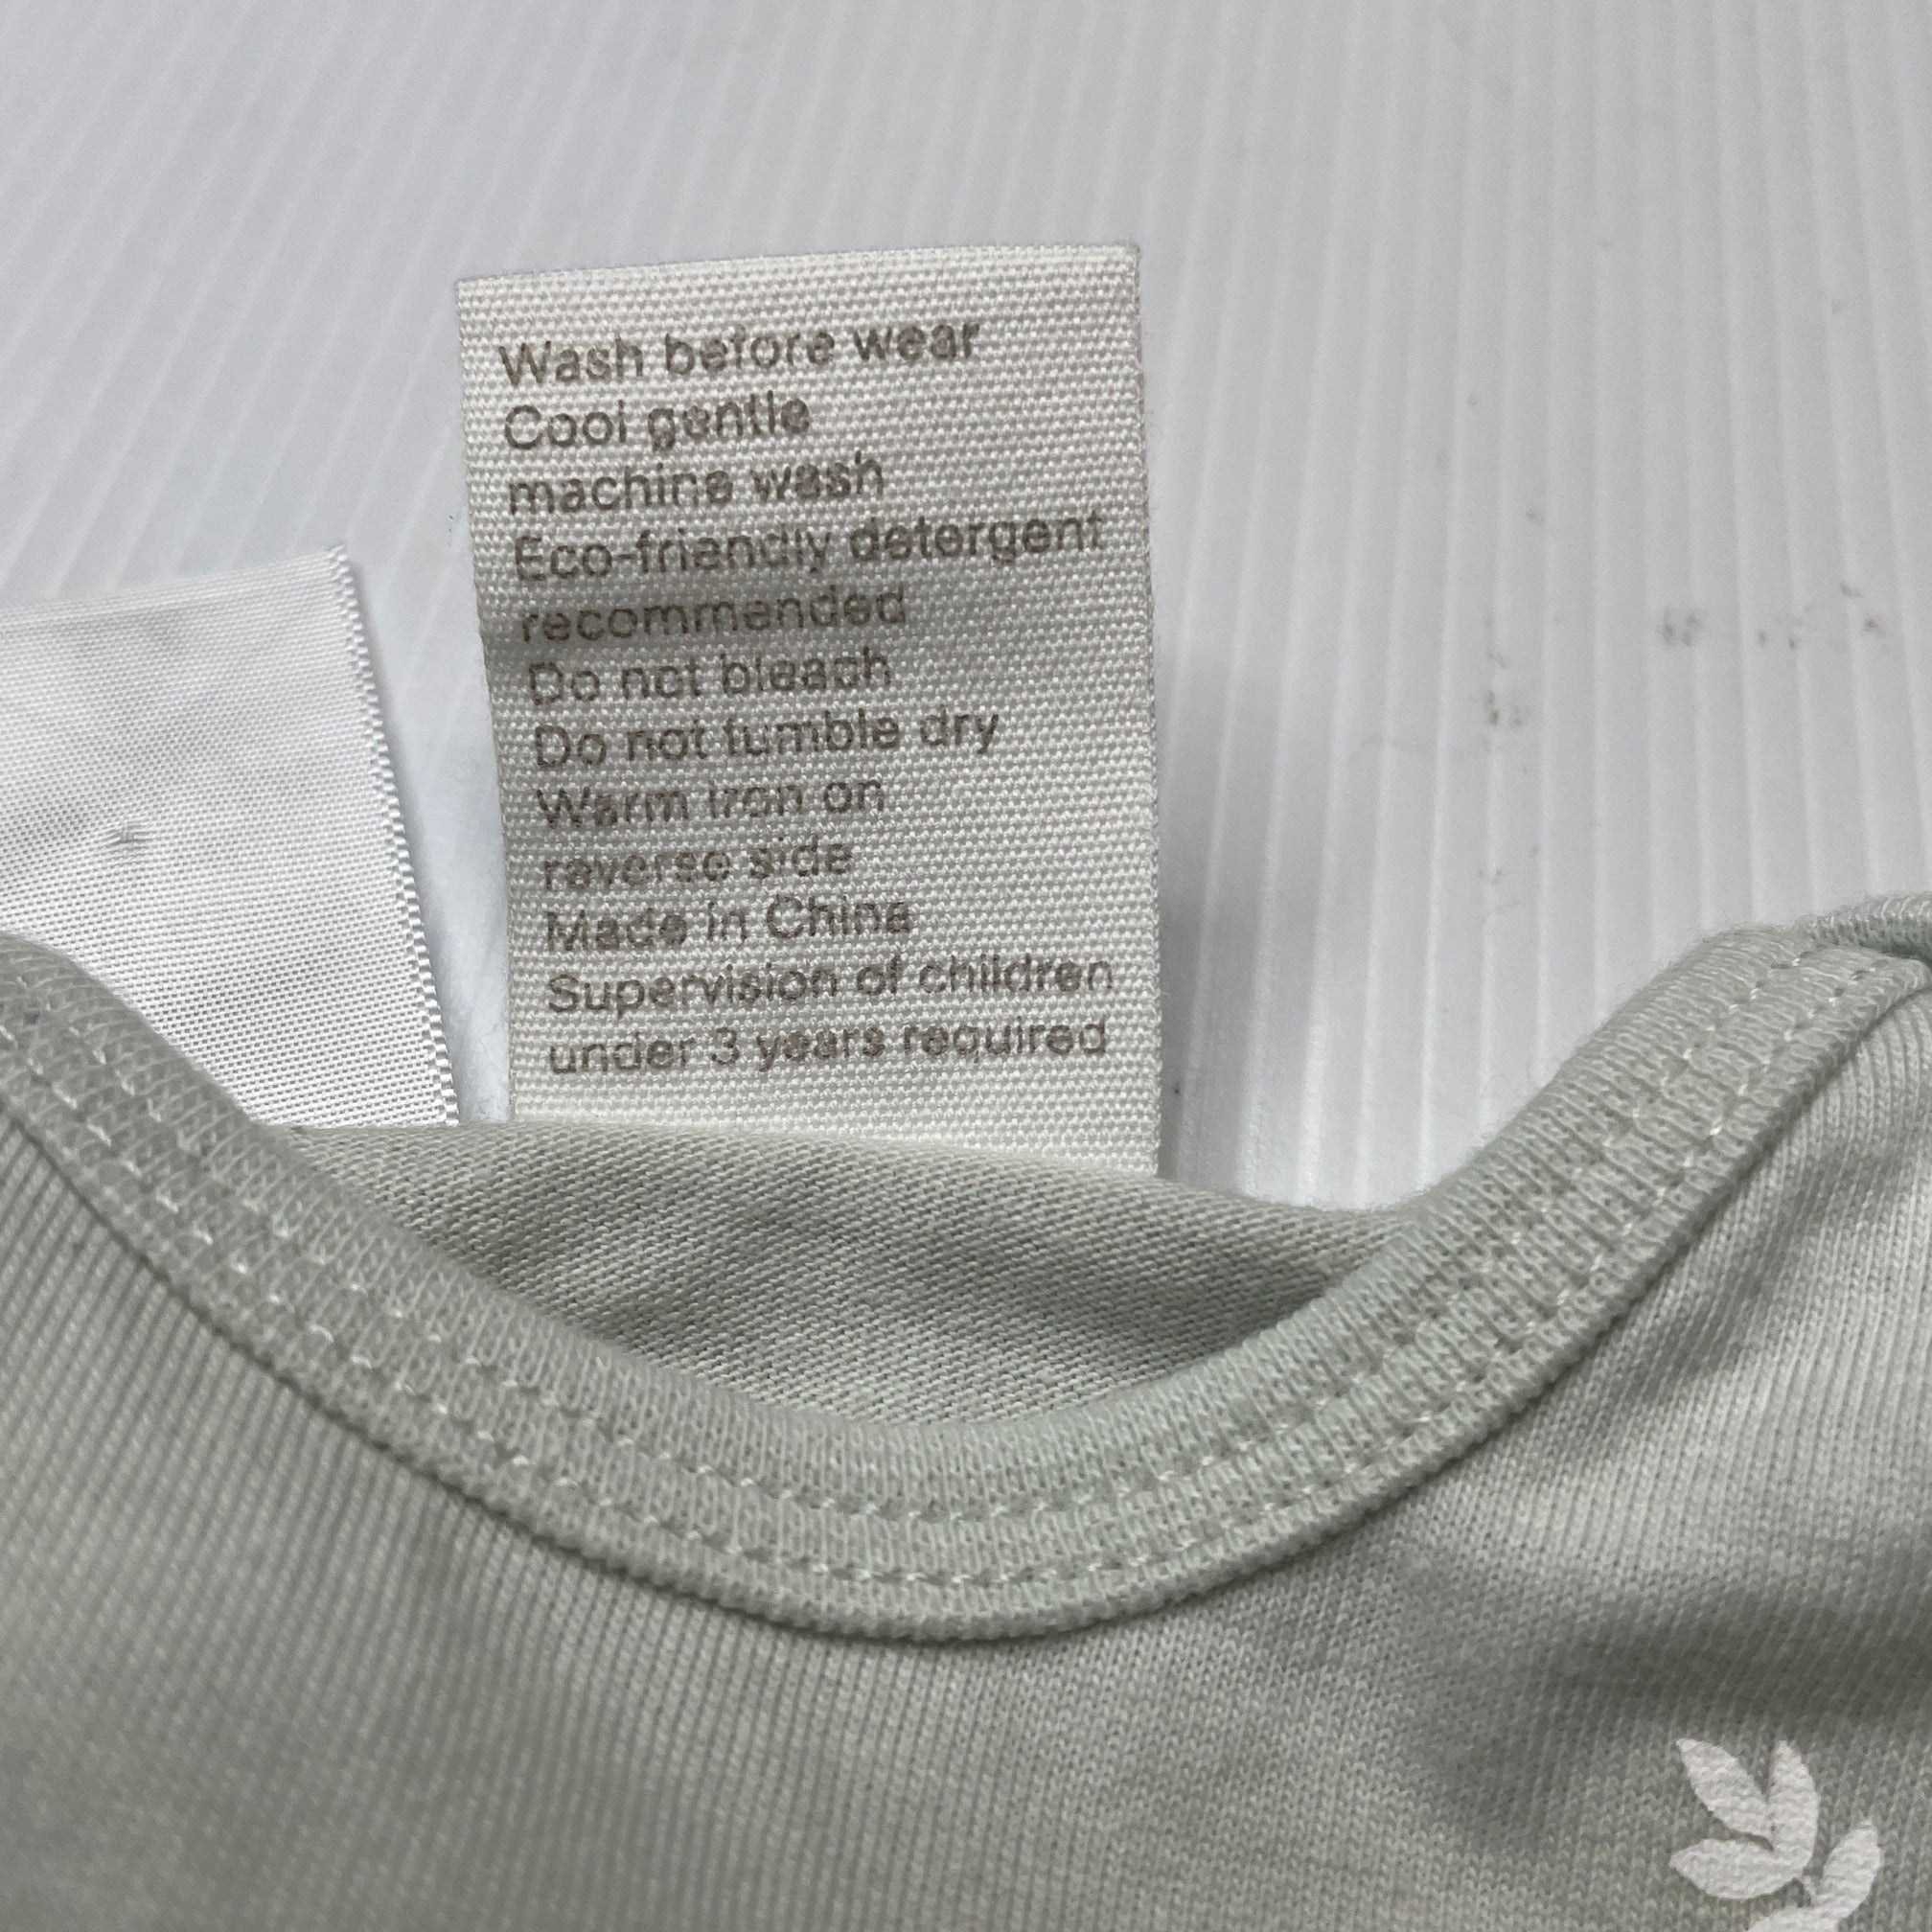 Wash before wear
Cool gentle
machine wash
Eco-friendly detergent
recommended
Do not bleach
Do not tumble dry
Warm iron on
reverse side
Made in China
Supervision of children
under 3 years required